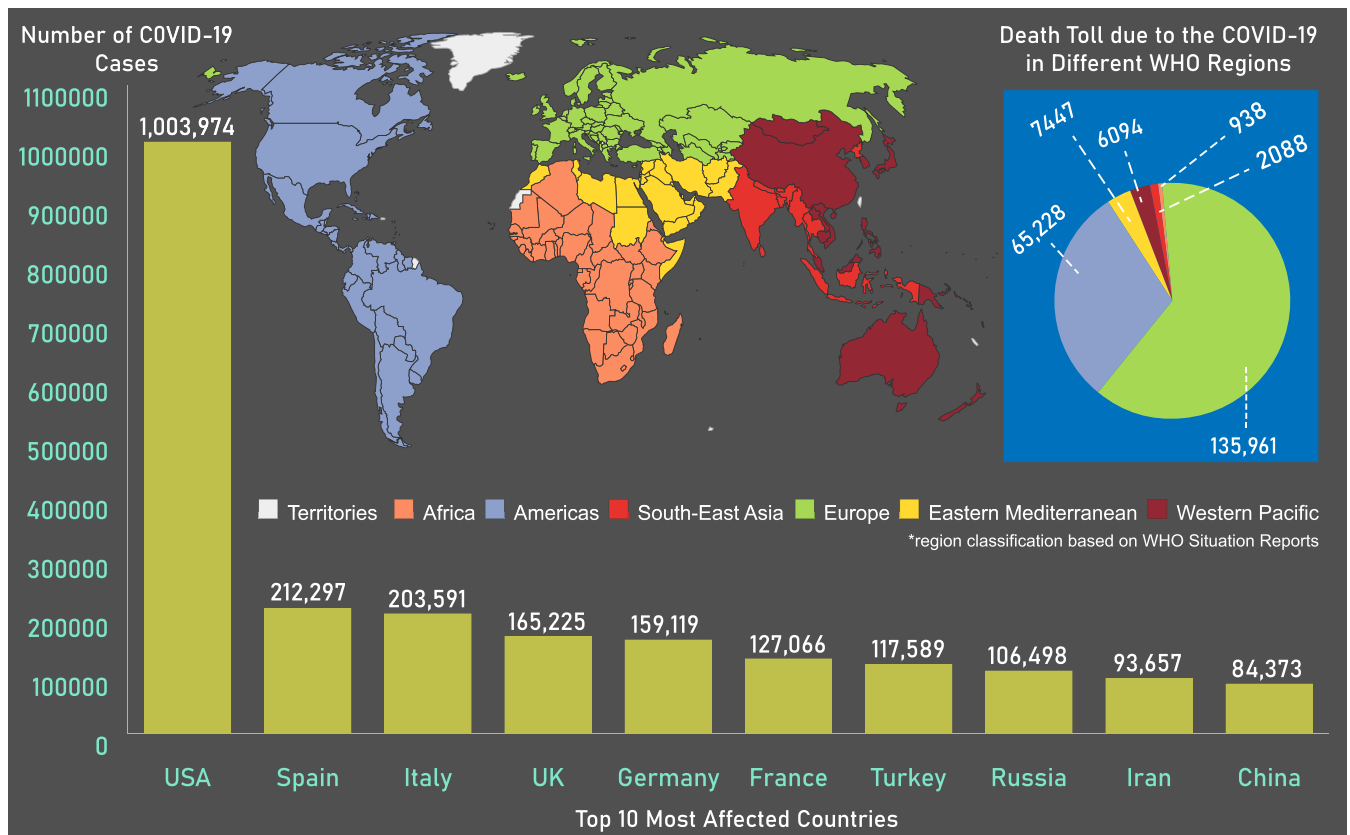 Number of C0VID-19
Cases
Death Toll due to the COVID-19
in Different WHO Regions
1100000
1000000
900000
800000
700000
600000
500000
400000
300000
200000
100000
0
1,003,974
7447
6094
938
2088
65,228
135,961
Territories
Africa
Americas
South-East Asia
Europe
Eastern Mediterranean
Western Pacific
*region classification based on WHO Situation Reports
212,297
203,591
165,225
159,119
127,066
117,589
106,498
93,657
84,373
USA
Spain
Italy
UK
Germany
France
Turkey
Russia
Iran
China
Top 10 Most Affected Countries